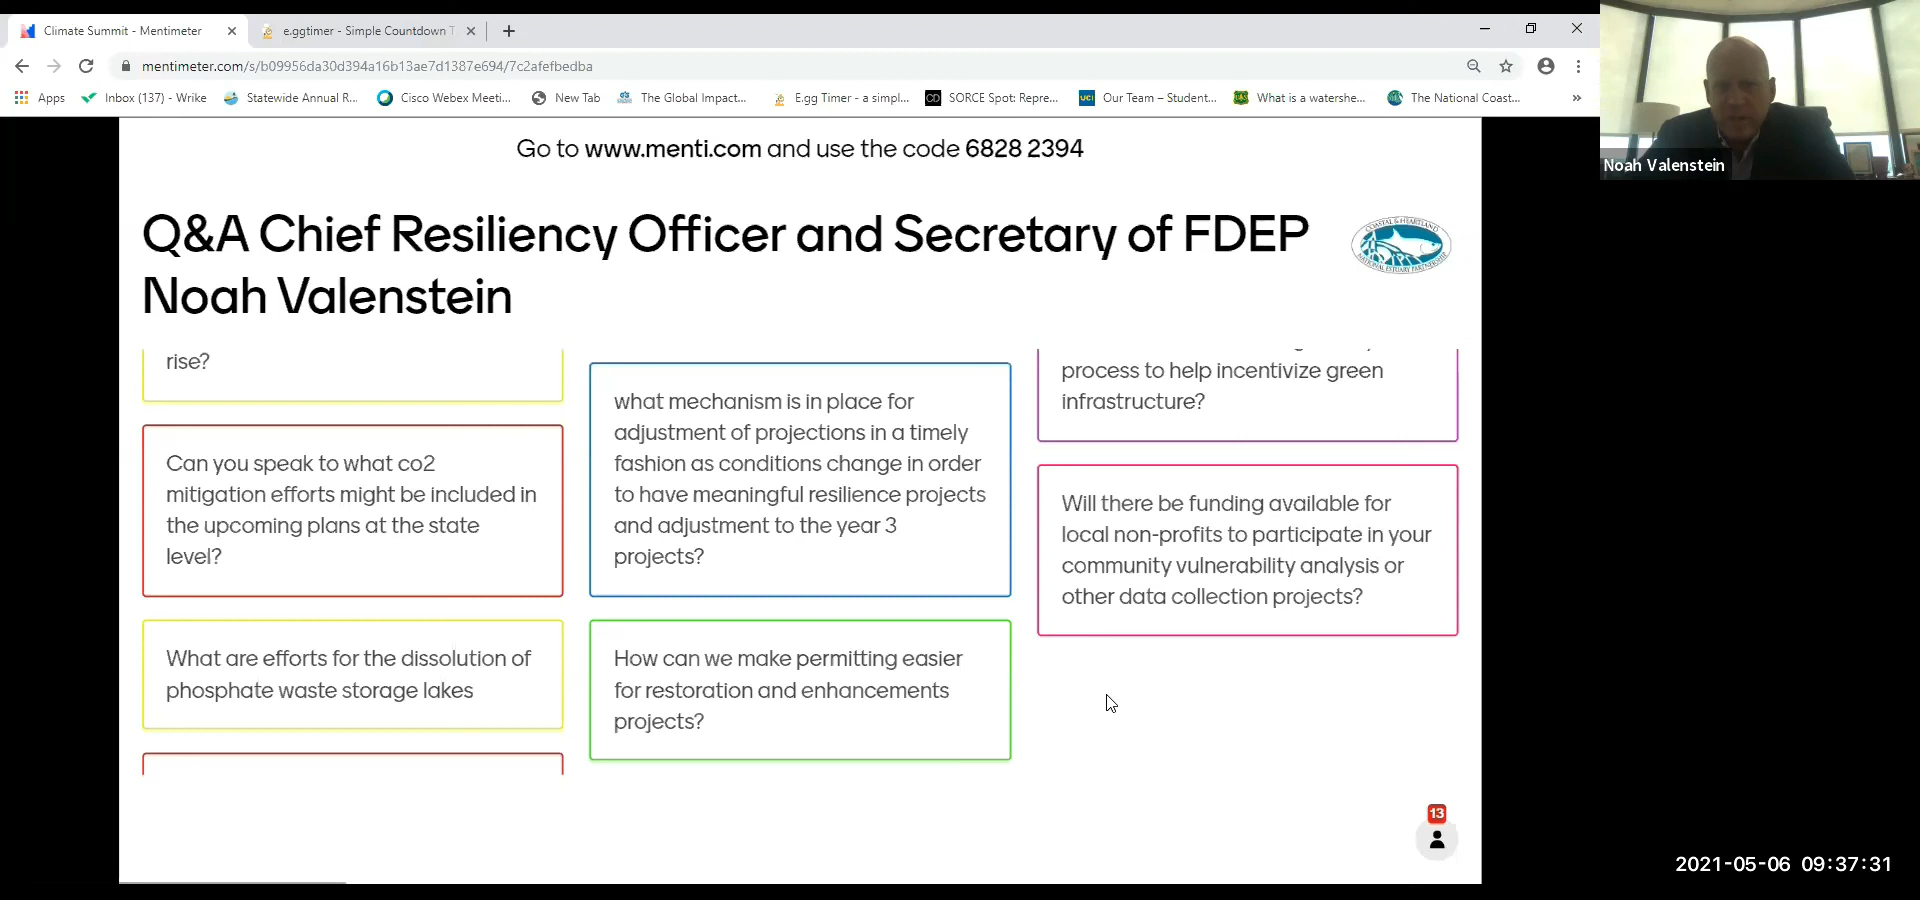 Climate Summit - Mentimeter
e.ggtimer - Simple Countdown T
mentimeter.com/s/b09956da30d394a16b13ae7d1387e694/7c2afefbedba
Apps
Inbox (137) - Wrike
Statewide Annual R...
Cisco Webex Meeti...
New Tab
The Global Impact...
E.gg Timer - a simpl...
CD
SORCE Spot: Repre...
UCI
Our Team – Student...
What is a watershe...
The National Coast...
»
Noah Valenstein
Go to www.menti.com and use the code 6828 2394
Q&A Chief Resiliency Officer and Secretary of FDEP
Noah Valenstein
COASTAL & HEARTLAND
NATIONAL ESTUARY PARTNERSHIP
rise?
Can you speak to what co2
mitigation efforts might be included in
the upcoming plans at the state
level?
What are efforts for the dissolution of
phosphate waste storage lakes
what mechanism is in place for
adjustment of projections in a timely
fashion as conditions change in order
to have meaningful resilience projects
and adjustment to the year 3
projects?
How can we make permitting easier
for restoration and enhancements
projects?
process to help incentivize green
infrastructure?
Will there be funding available for
local non-profits to participate in your
community vulnerability analysis or
other data collection projects?
13
2021-05-06 09:37:31